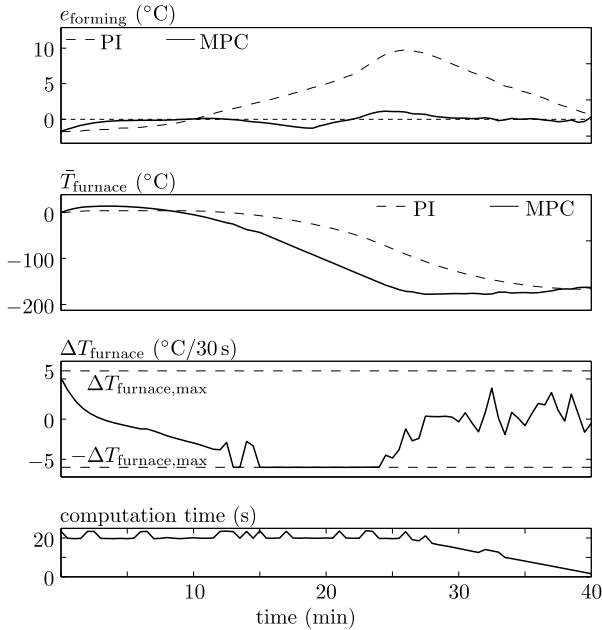 e_forming (°C)
PI MPC
10
5
0
T̄_furnace (°C)
PI MPC
0
−100
−200
ΔT_furnace (°C/30 s)
5
ΔT_furnace,max
0
−ΔT_furnace,max
−5
computation time (s)
20
0
10 20 30 40
time (min)